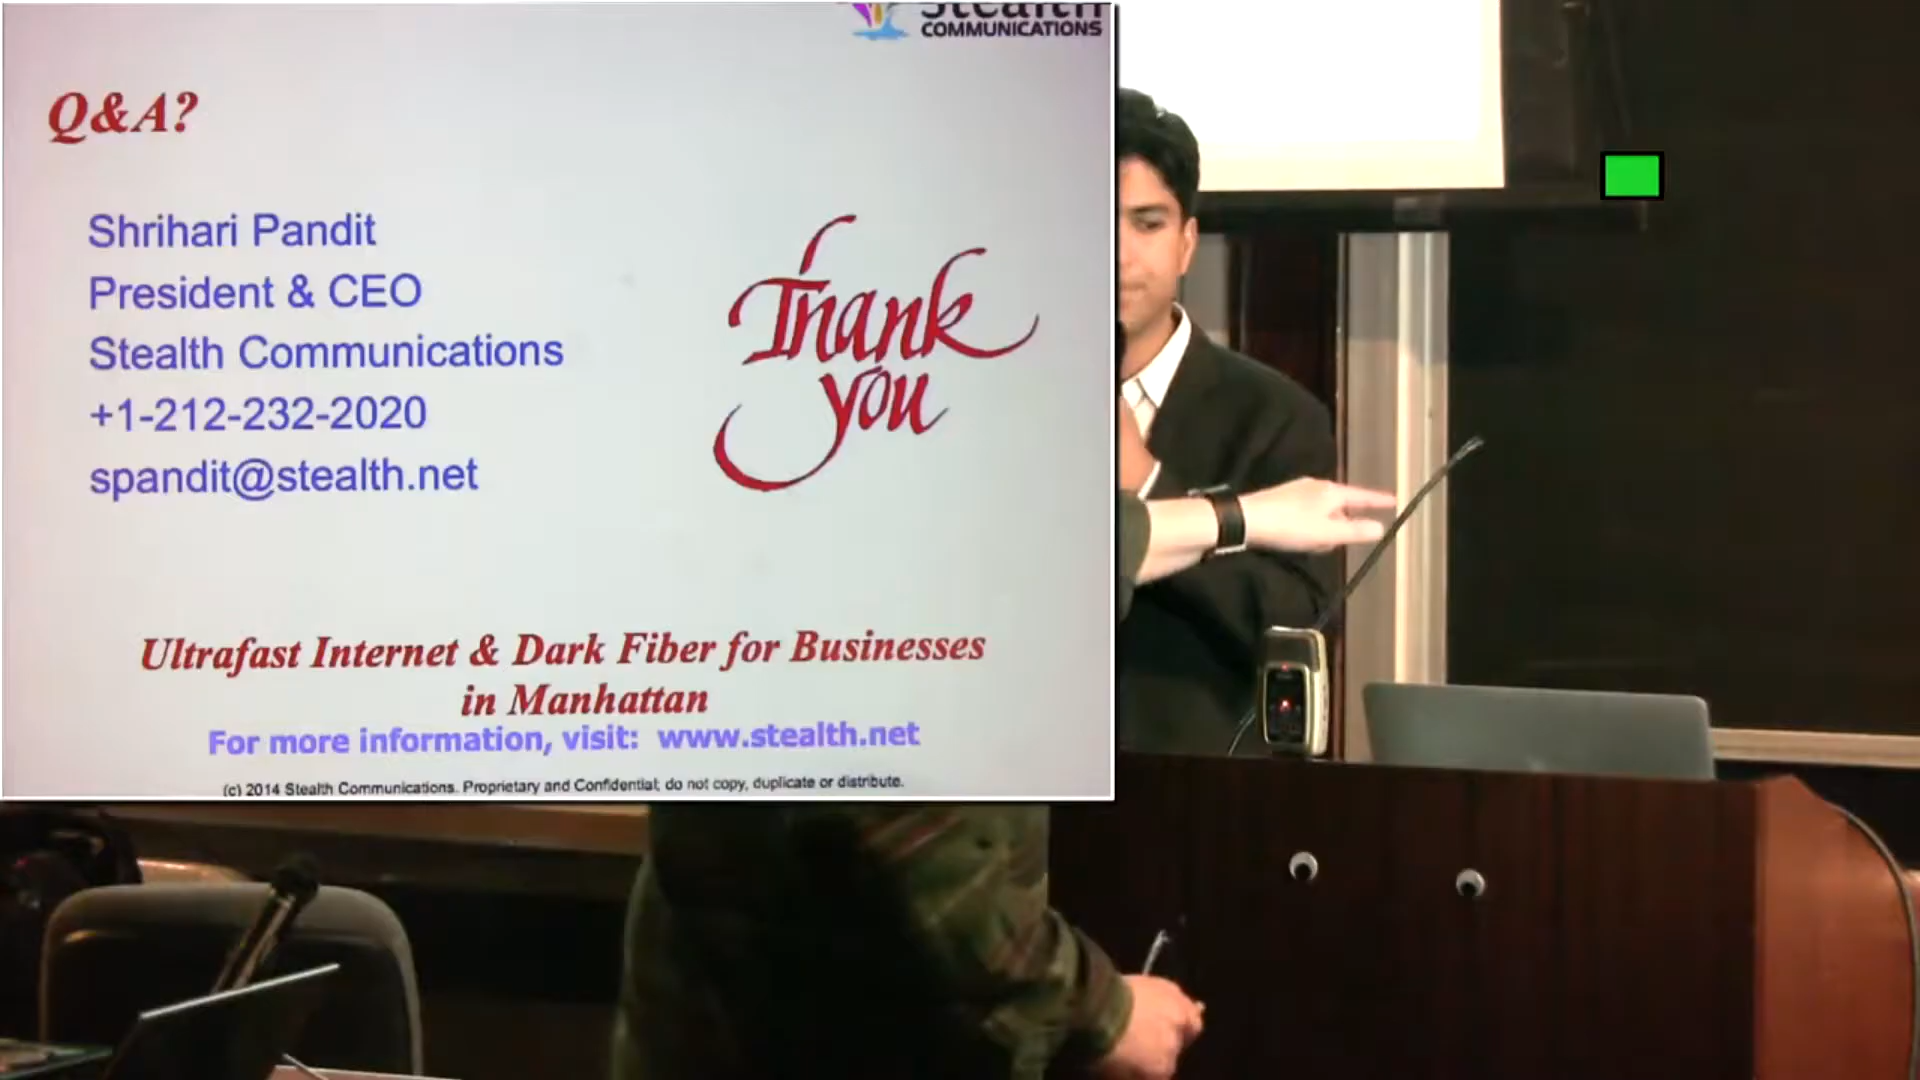 Stealth
COMMUNICATIONS
Q&A?
Shrihari Pandit
President & CEO
Stealth Communications
+1-212-232-2020
spandit@stealth.net
Thank
you
Ultrafast Internet & Dark Fiber for Businesses
in Manhattan
For more information, visit: www.stealth.net
(c) 2014 Stealth Communications. Proprietary and Confidential; do not copy, duplicate or distribute.